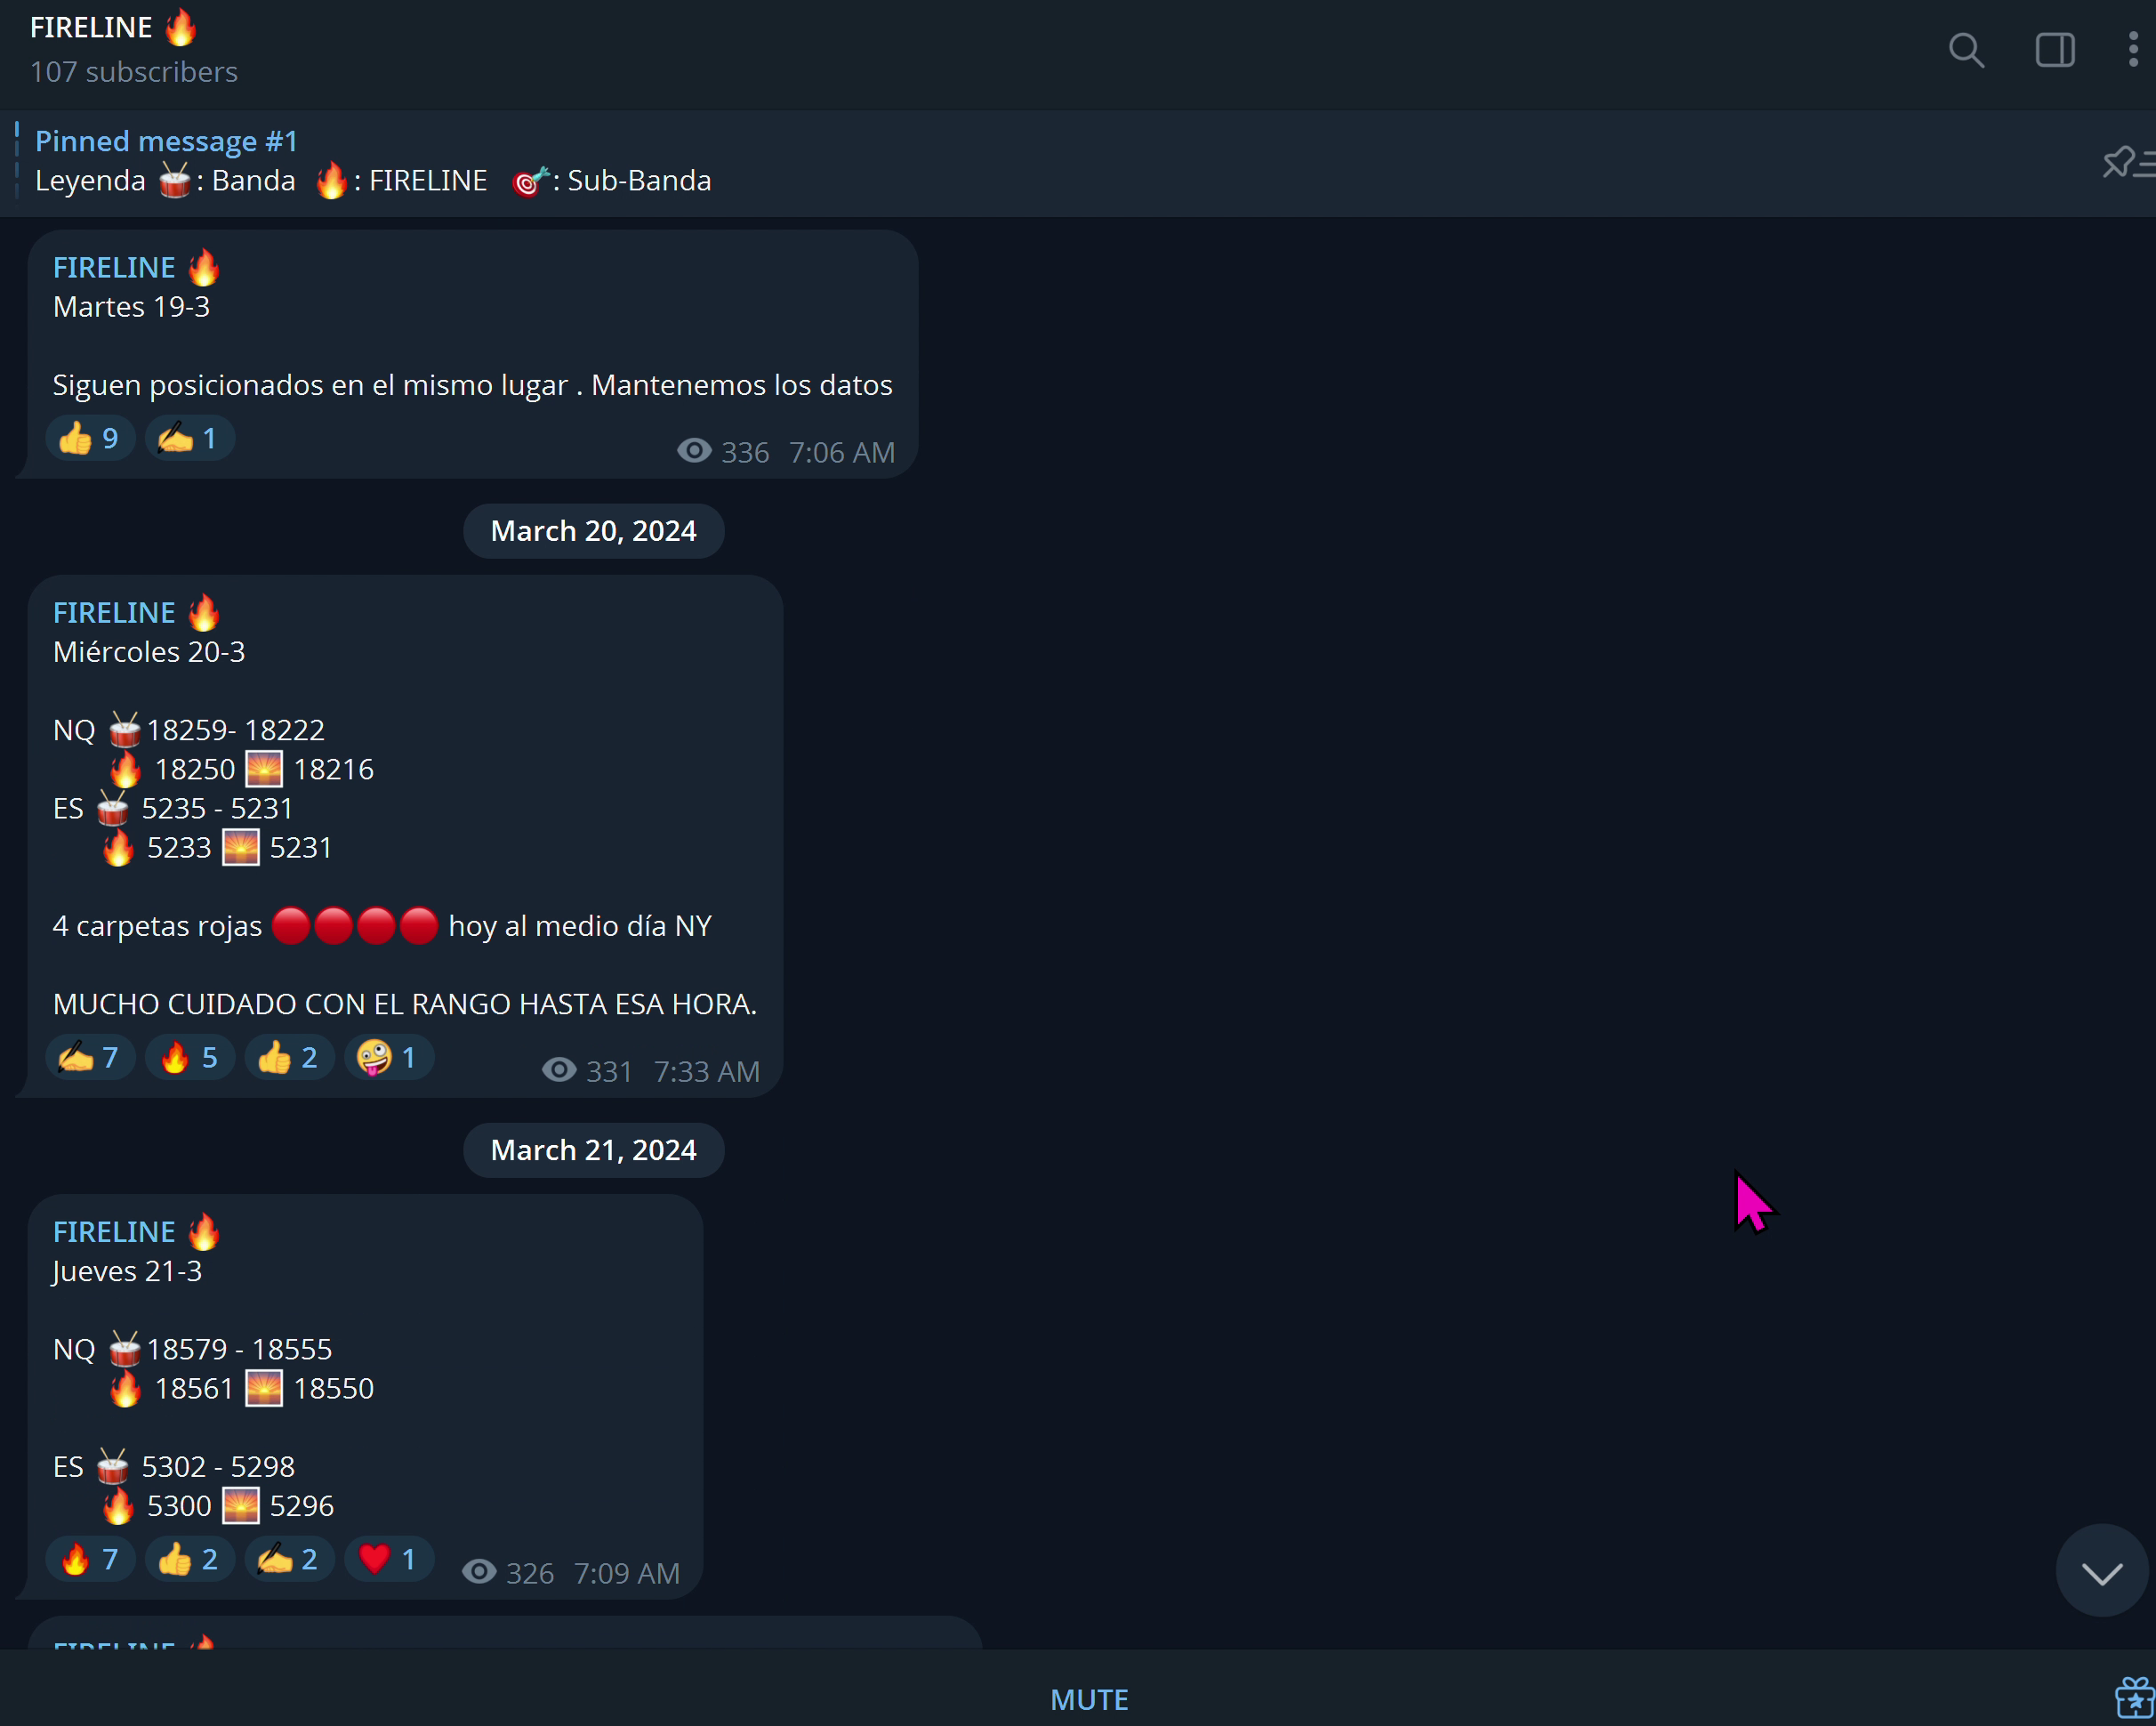 FIRELINE 🔥
107 subscribers
Pinned message #1
Leyenda 🥁: Banda 🔥: FIRELINE 🎯: Sub-Banda
FIRELINE 🔥
Martes 19-3
Siguen posicionados en el mismo lugar . Mantenemos los datos
👍 9 ✍️ 1 336 7:06 AM
March 20, 2024
FIRELINE 🔥
Miércoles 20-3
NQ 🥁18259- 18222
🔥 18250 🌅 18216
ES 🥁 5235 - 5231
🔥 5233 🌅 5231
4 carpetas rojas 🔴🔴🔴🔴 hoy al medio día NY
MUCHO CUIDADO CON EL RANGO HASTA ESA HORA.
✍️ 7 🔥 5 👍 2 🤪 1 331 7:33 AM
March 21, 2024
FIRELINE 🔥
Jueves 21-3
NQ 🥁18579 - 18555
🔥 18561 🌅 18550
ES 🥁 5302 - 5298
🔥 5300 🌅 5296
🔥 7 👍 2 ✍️ 2 ❤️ 1 326 7:09 AM
FIRELINE 🔥
MUTE